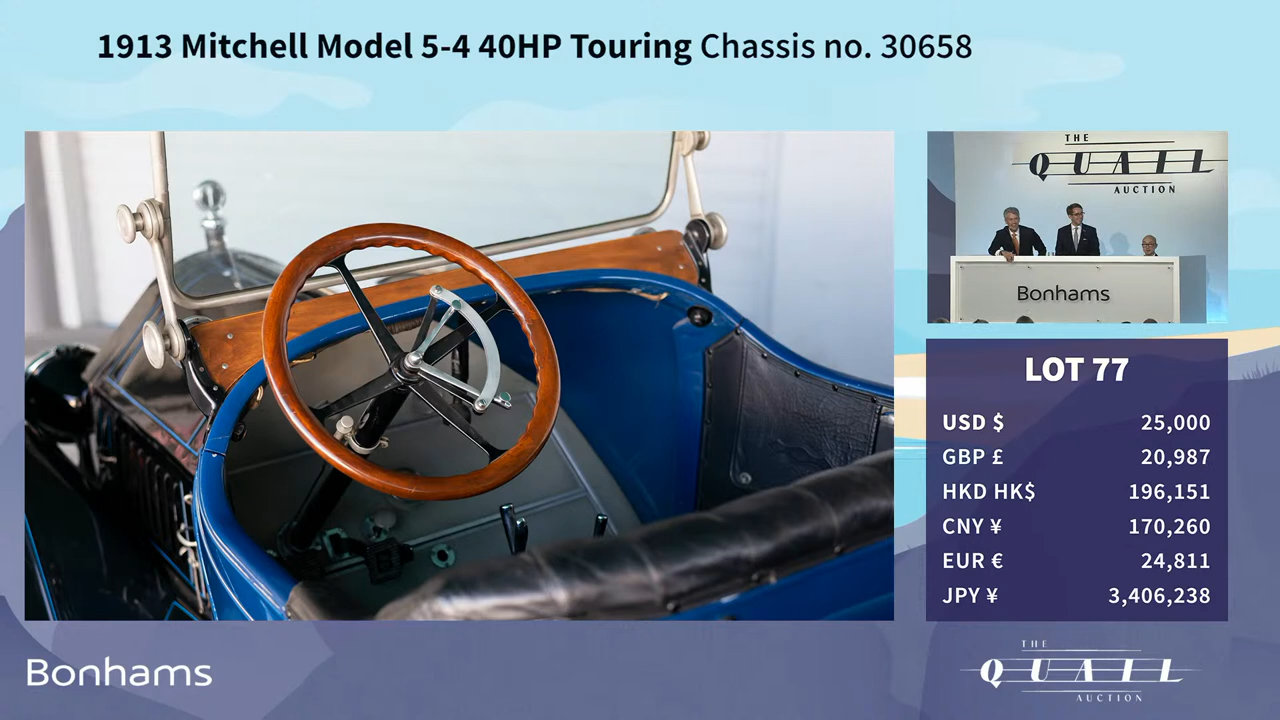 1913 Mitchell Model 5-4 40HP Touring Chassis no. 30658
THE
QUAIL
AUCTION
Bonhams
LOT 77
USD $ 25,000
GBP £ 20,987
HKD HK$ 196,151
CNY ¥ 170,260
EUR € 24,811
JPY ¥ 3,406,238
Bonhams
THE
QUAIL
AUCTION